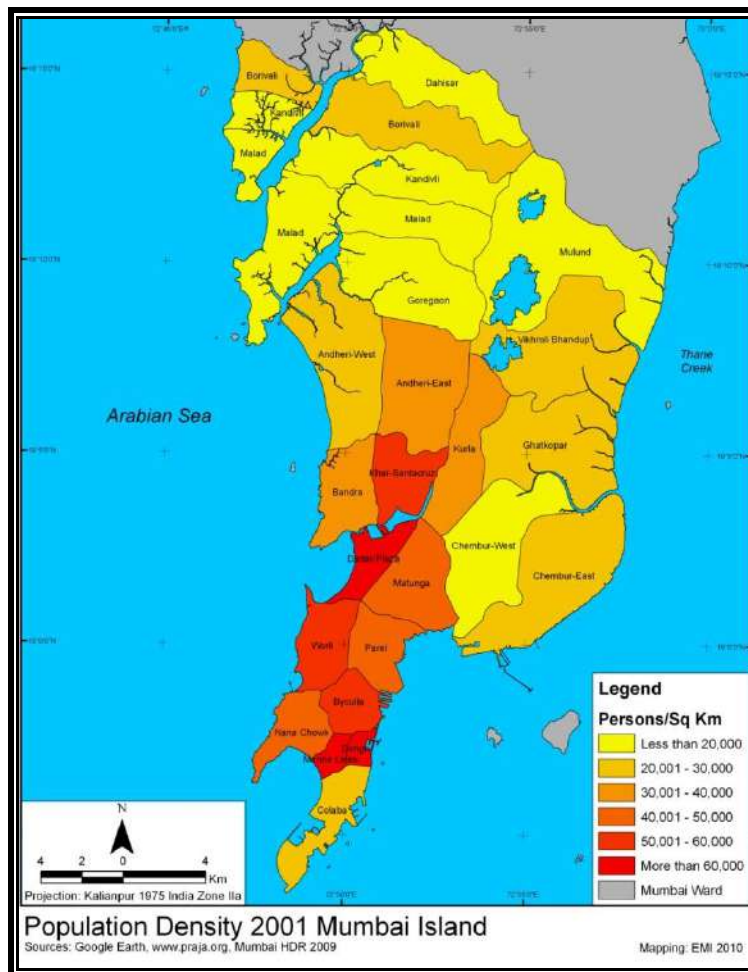 Borivali
Kandivli
Malad
Dahisar
Borivali
Kandivli
Malad
Malad
Mulund
Goregaon
Vikhroli Bhandup
Andheri-West
Andheri-East
Thane
Creek
Arabian Sea
Ghatkopar
Khar-Santacruz
Kurla
Bandra
Chembur-West
Matunga
Chembur-East
Worli
Parel
Byculla
Nana Chowk
Colaba
Legend
Persons/Sq Km
Less than 20,000
20,001 - 30,000
30,001 - 40,000
40,001 - 50,000
50,001 - 60,000
More than 60,000
Mumbai Ward
N
4 2 0 4
Km
Projection: Kalianpur 1975 India Zone IIa
Population Density 2001 Mumbai Island
Sources: Google Earth, www.praja.org, Mumbai HDR 2009
Mapping: EMI 2010